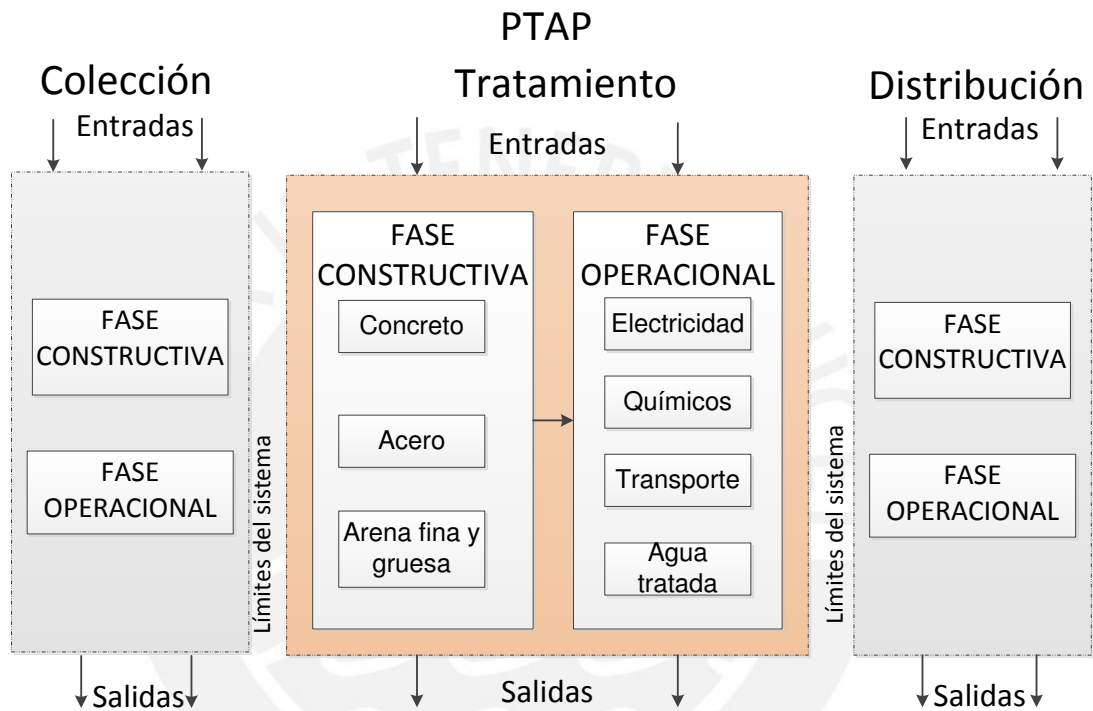 PTAP
Colección
Tratamiento
Distribución
Entradas
Entradas
Entradas
FASE
CONSTRUCTIVA
FASE
OPERACIONAL
Límites del sistema
FASE
CONSTRUCTIVA
Concreto
Acero
Arena fina y
gruesa
FASE
OPERACIONAL
Electricidad
Químicos
Transporte
Agua
tratada
Límites del sistema
FASE
CONSTRUCTIVA
FASE
OPERACIONAL
Salidas
Salidas
Salidas